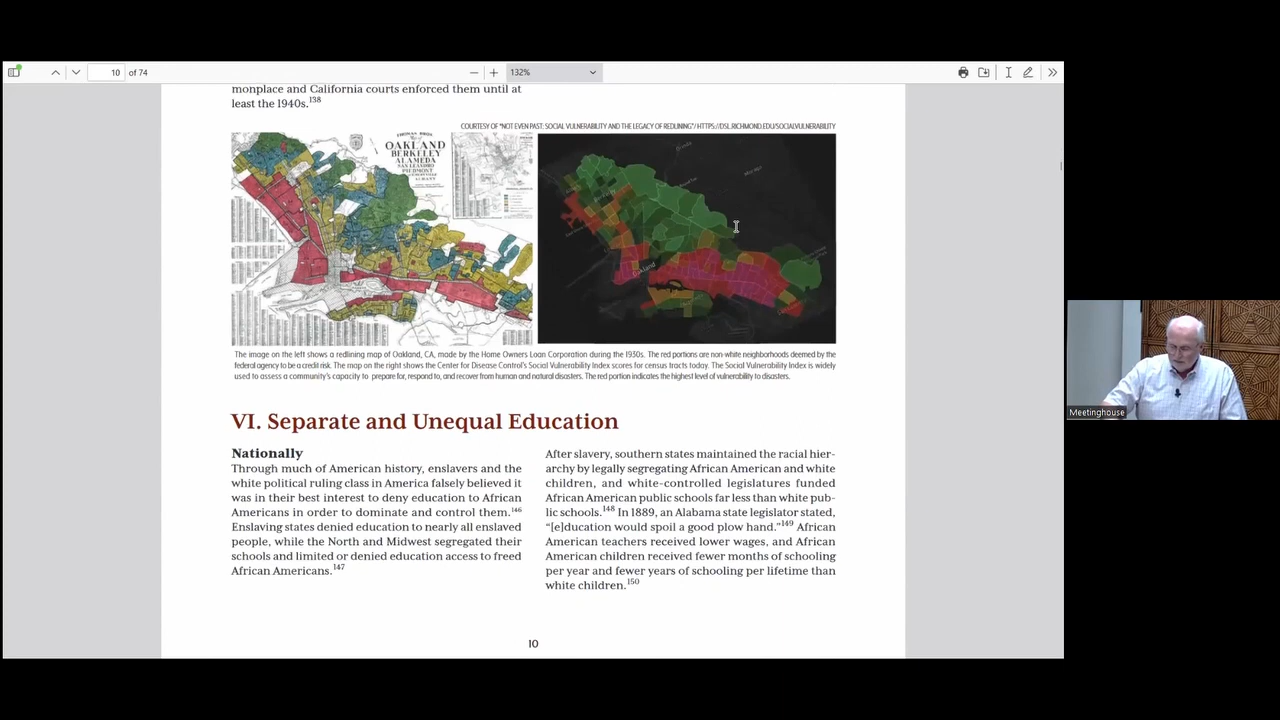 10 of 74
132%
monplace and California courts enforced them until at
least the 1940s.138
COURTESY OF "NOT EVEN PAST: SOCIAL VULNERABILITY AND THE LEGACY OF REDLINING"/ HTTPS://DSL.RICHMOND.EDU/SOCIALVULNERABILITY
THOMAS BROS
OAKLAND
BERKELEY
ALAMEDA
SAN LEANDRO
PIEDMONT
ALBANY
Oakland
The image on the left shows a redlining map of Oakland, CA, made by the Home Owners Loan Corporation during the 1930s. The red portions are non-white neighborhoods deemed by the
federal agency to be a credit risk. The map on the right shows the Center for Disease Control's Social Vulnerability Index scores for census tracts today. The Social Vulnerability Index is widely
used to assess a community's capacity to prepare for, respond to, and recover from human and natural disasters. The red portion indicates the highest level of vulnerability to disasters.
VI. Separate and Unequal Education
Nationally
Through much of American history, enslavers and the
white political ruling class in America falsely believed it
was in their best interest to deny education to African
Americans in order to dominate and control them.146
Enslaving states denied education to nearly all enslaved
people, while the North and Midwest segregated their
schools and limited or denied education access to freed
African Americans.147
After slavery, southern states maintained the racial hier-
archy by legally segregating African American and white
children, and white-controlled legislatures funded
African American public schools far less than white pub-
lic schools.148 In 1889, an Alabama state legislator stated,
"[e]ducation would spoil a good plow hand."149 African
American teachers received lower wages, and African
American children received fewer months of schooling
per year and fewer years of schooling per lifetime than
white children.150
10
Meetinghouse